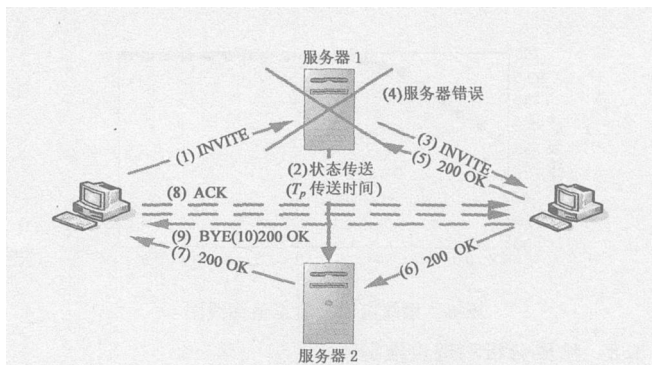 服务器 1
(4)服务器错误
(1) INVITE
(3) INVITE
(5) 200 OK
(2)状态传送
(Tp 传送时间)
(8) ACK
(9) BYE(10)200 OK
(7) 200 OK
(6) 200 OK
服务器 2